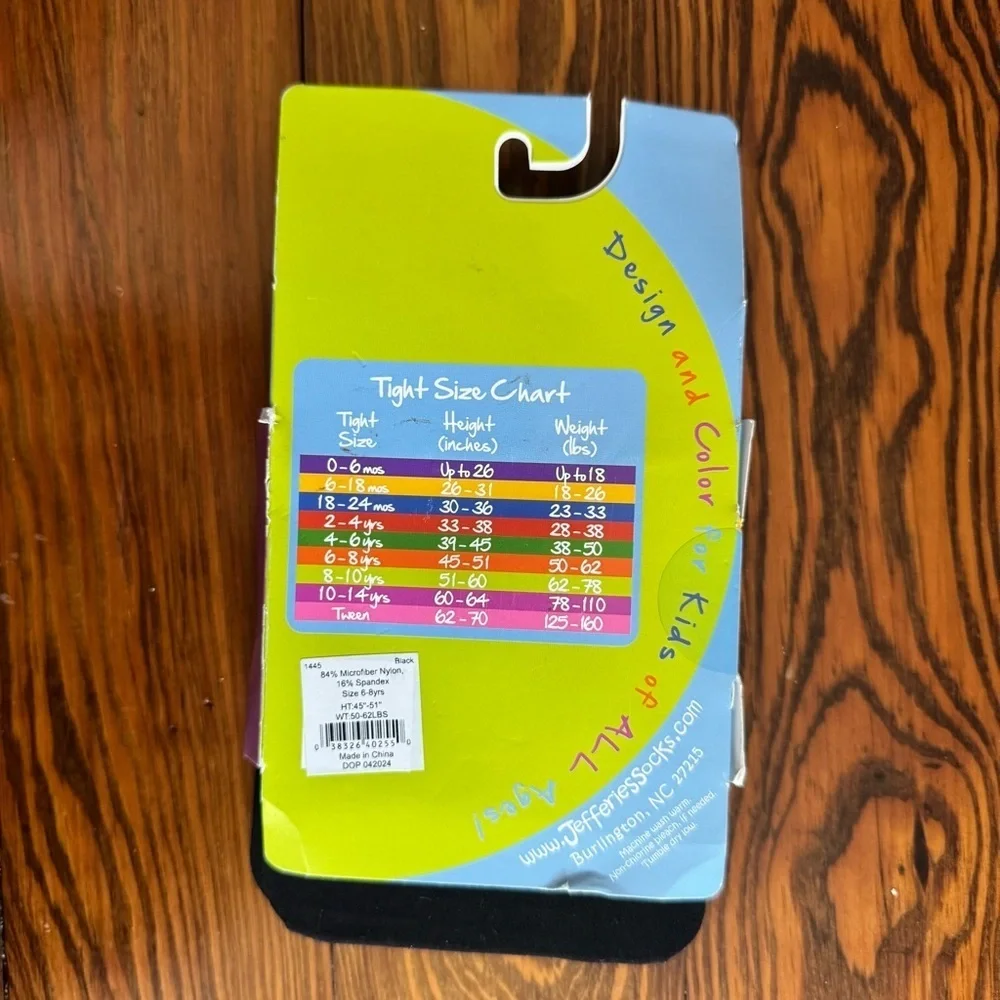 Design and Color for Kids of ALL Ages!
Tight Size Chart
Tight Size Height (inches) Weight (lbs)
0-6 mos Up to 26 Up to 18
6-18 mos 26-31 18-26
18-24 mos 30-36 23-33
2-4 yrs 33-38 28-38
4-6 yrs 39-45 38-50
6-8 yrs 45-51 50-62
8-10 yrs 51-60 62-78
10-14 yrs 60-64 78-110
Tween 62-70 125-160
1445 Black
84% Microfiber Nylon,
16% Spandex
Size 6-8yrs
HT:45"-51"
WT:50-62LBS
0 38326 40255 0
Made in China
DOP 042024
www.JefferiesSocks.com
Burlington, NC 27215
Machine wash warm.
Non-chlorine bleach, if needed.
Tumble dry low.